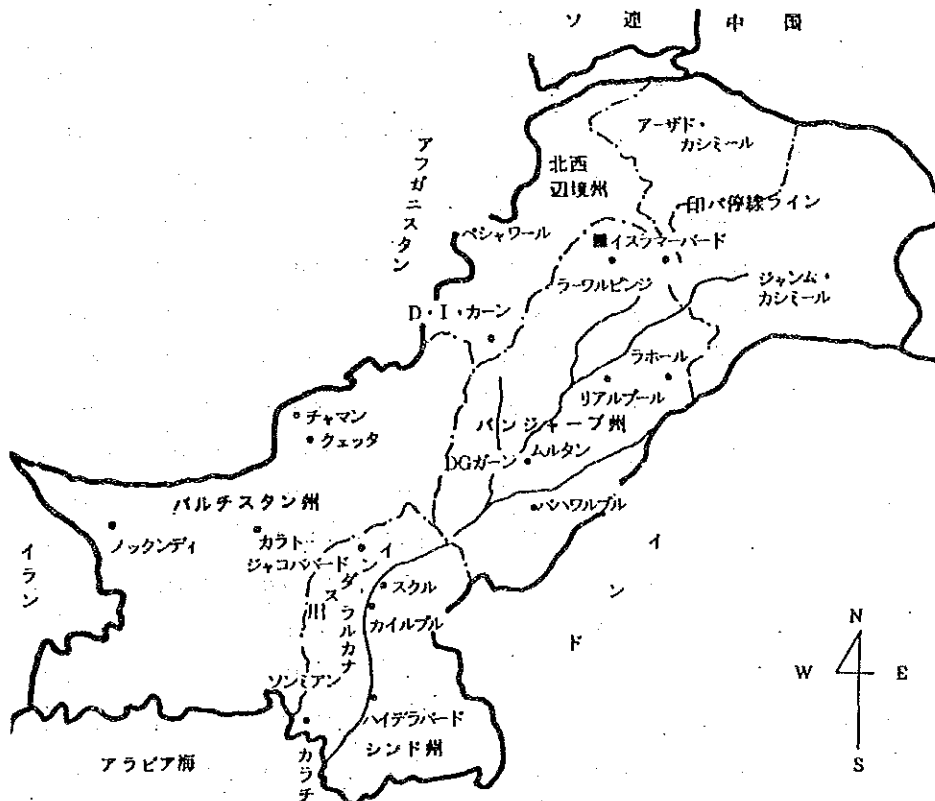 ソ連
中国
アーザド・
カシミール
アフガニスタン
北西
辺境州
印パ停線ライン
ペシャワール
イスラマーバード
ラーワルピンジ
ジャンム・
カシミール
D・I・カーン
ラホール
リアルプール
チャマン
クェッタ
パンジャーブ州
DGガーン
ムルタン
バルチスタン州
バハワルプル
ノックンディ
カラト
ジャコババード
インダス川
イラン
インド
スクル
カイルプル
ラルカナ
ソンミアン
ハイデラバード
シンド州
カラチ
アラビア海
N
W
E
S